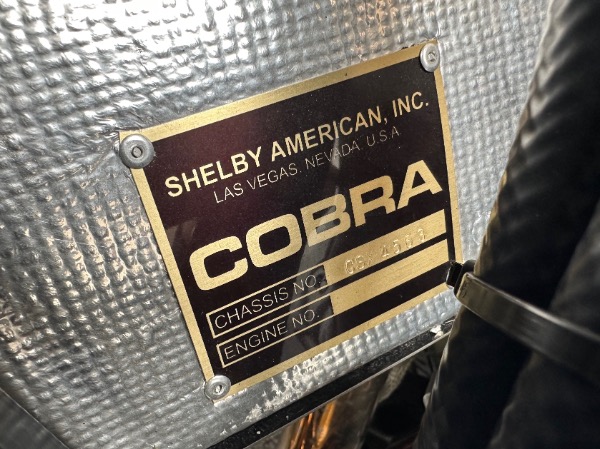 SHELBY AMERICAN, INC.
LAS VEGAS, NEVADA, U.S.A
COBRA
CHASSIS NO.
ENGINE NO.